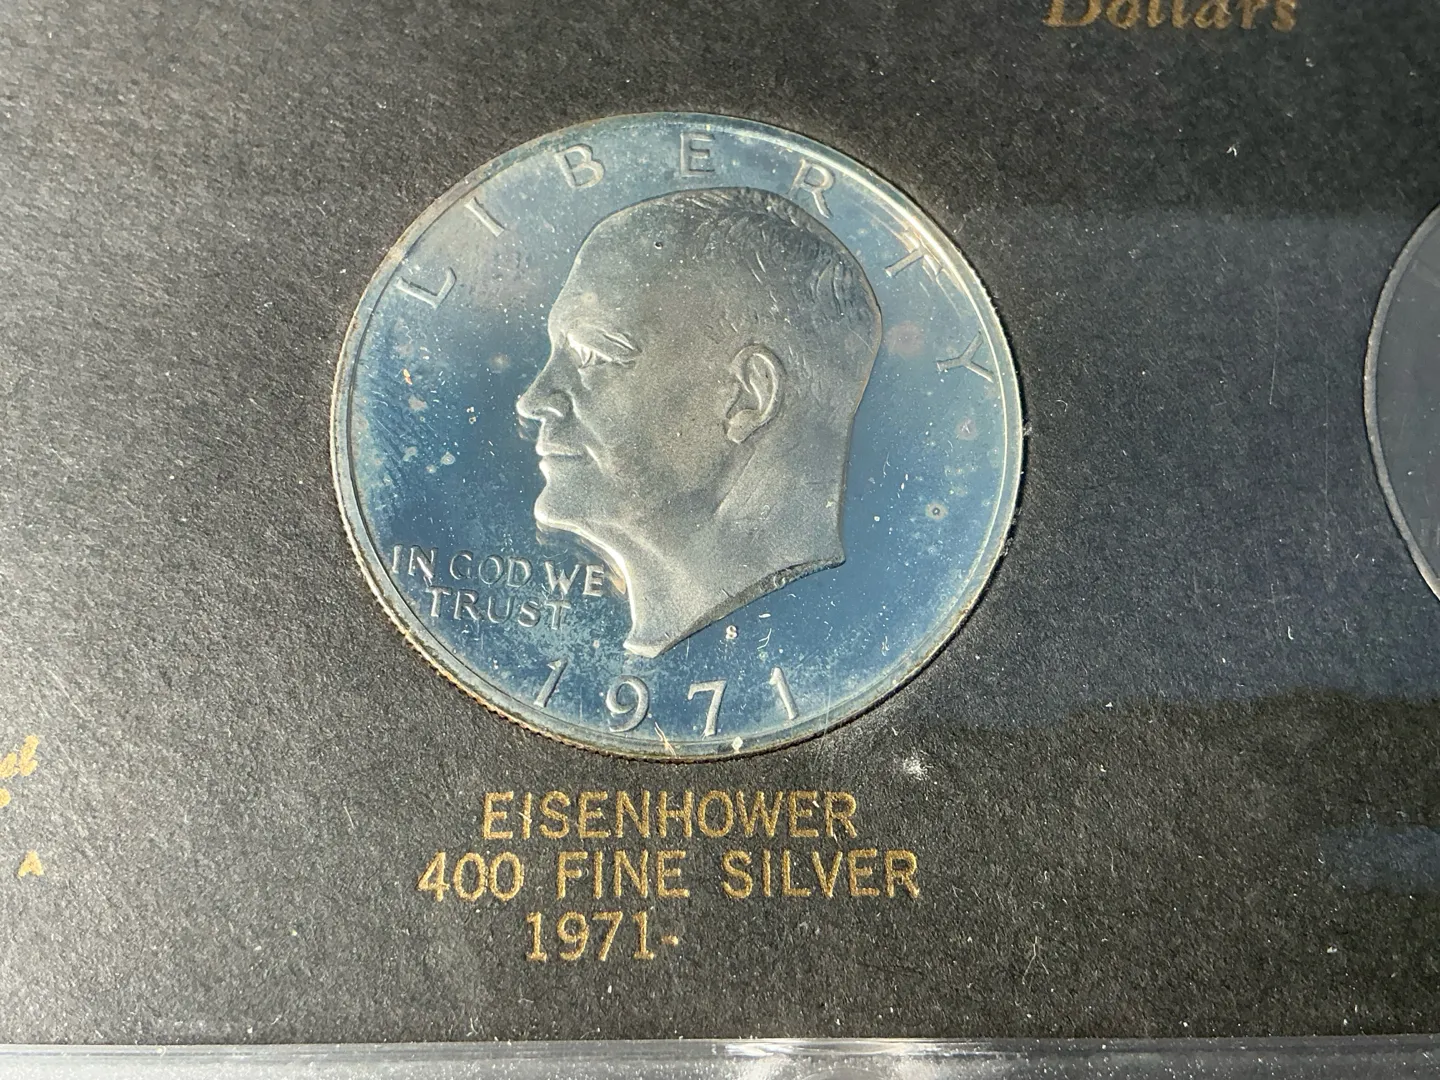 Dollars
LIBERTY
IN GOD WE
TRUST
S
1971
EISENHOWER
400 FINE SILVER
1971-
A